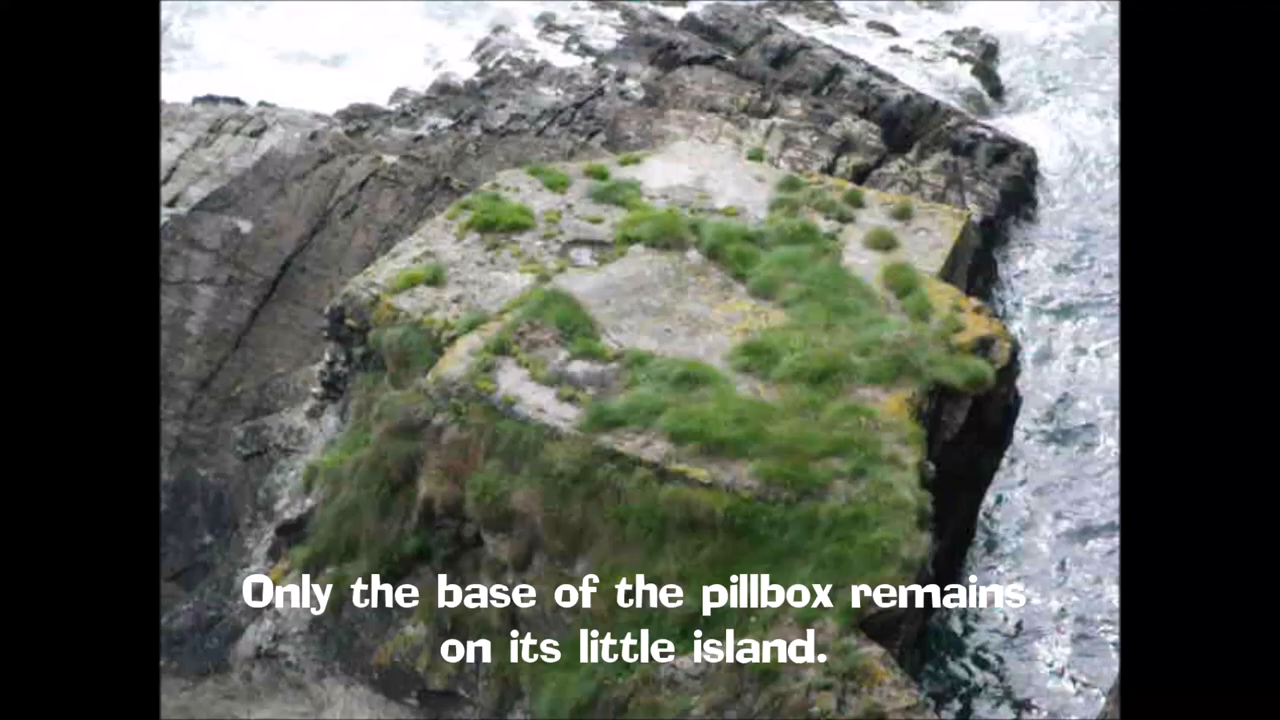 Only the base of the pillbox remains
on its little island.